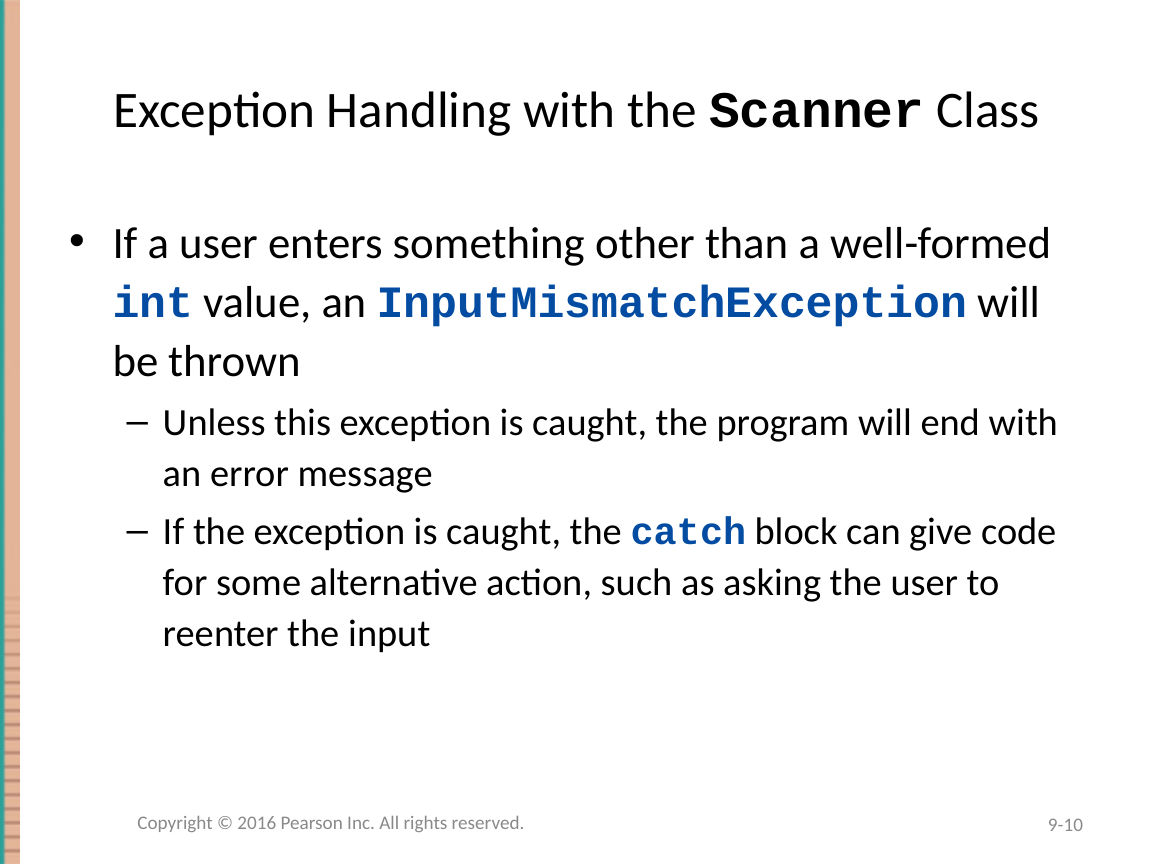 Exception Handling with the Scanner Class
• If a user enters something other than a well-formed
int value, an InputMismatchException will
be thrown
– Unless this exception is caught, the program will end with
an error message
– If the exception is caught, the catch block can give code
for some alternative action, such as asking the user to
reenter the input
Copyright © 2016 Pearson Inc. All rights reserved.
9-10